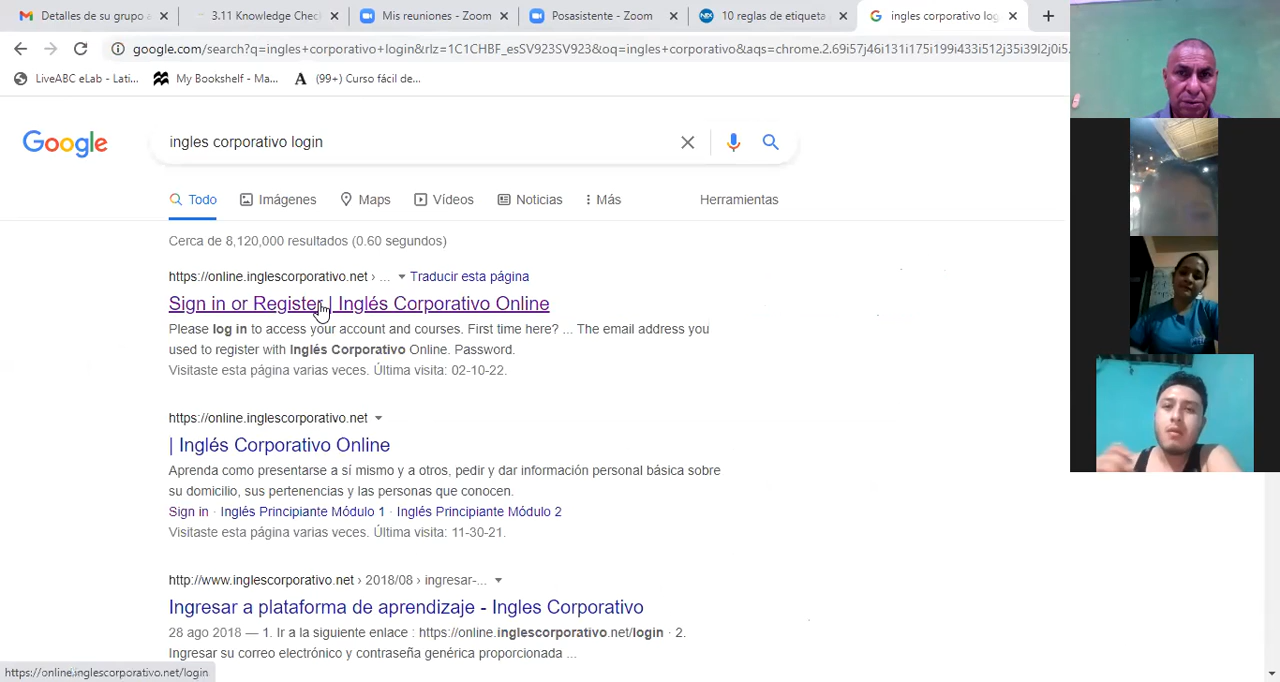 Detalles de su grupo a
3.11 Knowledge Chec
Mis reuniones - Zoom
Posasistente - Zoom
10 reglas de etiqueta
ingles corporativo log
google.com/search?q=ingles+corporativo+login&rlz=1C1CHBF_esSV923SV923&oq=ingles+corporativo&aqs=chrome.2.69i57j46i131i175i199i433i512j35i39l2j0i5.
LiveABC eLab - Lati...
My Bookshelf - Ma...
(99+) Curso fácil de...
Google
ingles corporativo login
Todo
Imágenes
Maps
Vídeos
Noticias
Más
Herramientas
Cerca de 8,120,000 resultados (0.60 segundos)
https://online.inglescorporativo.net › ... Traducir esta página
Sign in or Register | Inglés Corporativo Online
Please log in to access your account and courses. First time here? ... The email address you
used to register with Inglés Corporativo Online. Password.
Visitaste esta página varias veces. Última visita: 02-10-22.
https://online.inglescorporativo.net
| Inglés Corporativo Online
Aprenda como presentarse a sí mismo y a otros, pedir y dar información personal básica sobre
su domicilio, sus pertenencias y las personas que conocen.
Sign in · Inglés Principiante Módulo 1 · Inglés Principiante Módulo 2
Visitaste esta página varias veces. Última visita: 11-30-21.
http://www.inglescorporativo.net › 2018/08 › ingresar-...
Ingresar a plataforma de aprendizaje - Ingles Corporativo
28 ago 2018 — 1. Ir a la siguiente enlace : https://online.inglescorporativo.net/login · 2.
Ingresar su correo electrónico y contraseña genérica proporcionada ...
https://online.inglescorporativo.net/login